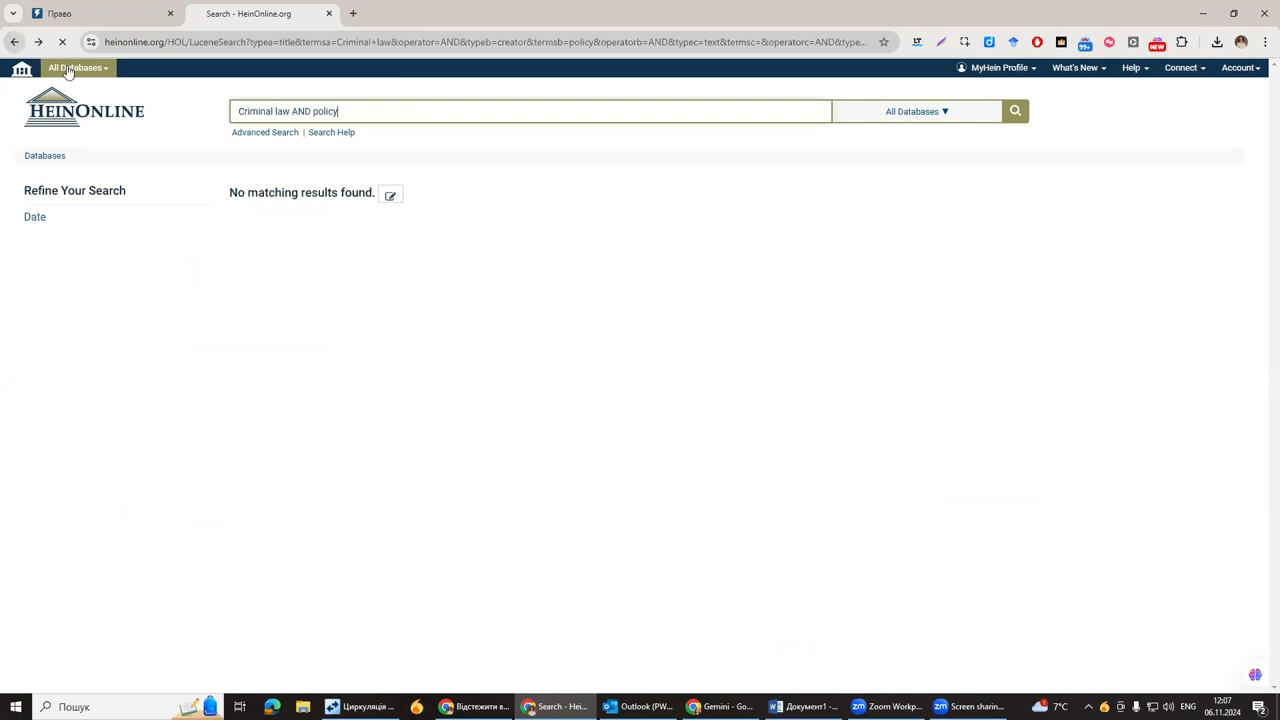 Право
Search - HeinOnline.org
heinonline.org/HOL/LuceneSearch?typea=title&termsa=Criminal+law&operator=AND&typeb=creator&termsb=policy&operatorb=AND&typec=text&termsc=&operatorc=AND&type...
99+
NEW
All Databases
MyHein Profile
What's New
Help
Connect
Account
HEINONLINE
Criminal law AND policy
All Databases ▼
Advanced Search | Search Help
Databases
Refine Your Search
No matching results found.
Date
Пошук
Циркуляція ...
Відстежити в...
Search - Hei...
Outlook (PW...
Gemini - Go...
Документ1 -...
Zoom Workp...
Screen sharin...
7°C
ENG
12:07
06.11.2024
2